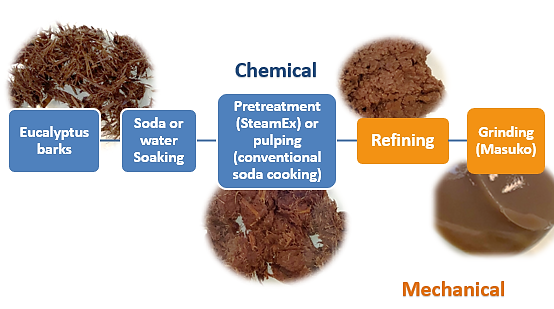 Chemical
Eucalyptus
barks
Soda or
water
Soaking
Pretreatment
(SteamEx) or
pulping
(conventional
soda cooking)
Refining
Grinding
(Masuko)
Mechanical